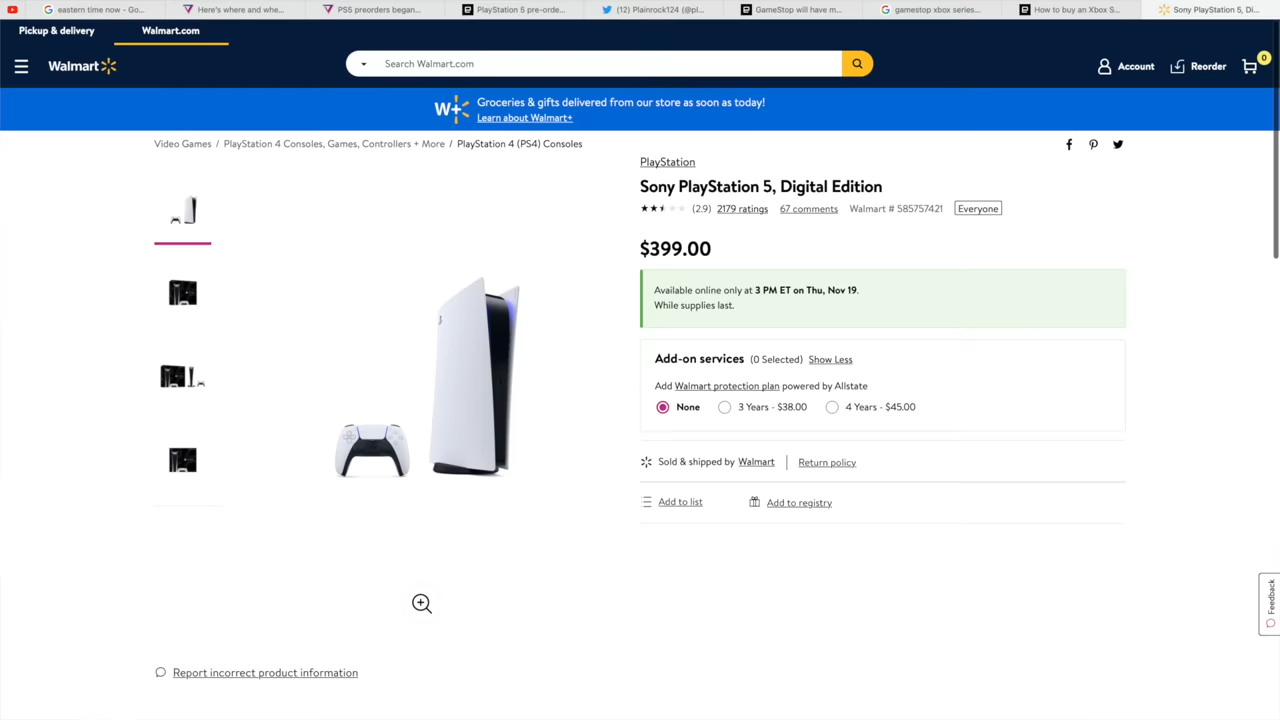 eastern time now - Go...
Here's where and whe...
PS5 preorders began...
PlayStation 5 pre-orde...
(12) Plainrock124 (@pl...
GameStop will have m...
gamestop xbox series...
How to buy an Xbox S...
Sony PlayStation 5, Di...
Pickup & delivery
Walmart.com
Walmart
Search Walmart.com
Account
Reorder
0
W+
Groceries & gifts delivered from our store as soon as today!
Learn about Walmart+
Video Games / PlayStation 4 Consoles, Games, Controllers + More / PlayStation 4 (PS4) Consoles
PlayStation
Sony PlayStation 5, Digital Edition
(2.9) 2179 ratings 67 comments Walmart # 585757421 Everyone
$399.00
Available online only at 3 PM ET on Thu, Nov 19.
While supplies last.
Add-on services (0 Selected) Show Less
Add Walmart protection plan powered by Allstate
None 3 Years - $38.00 4 Years - $45.00
Sold & shipped by Walmart | Return policy
Add to list Add to registry
Feedback
Report incorrect product information